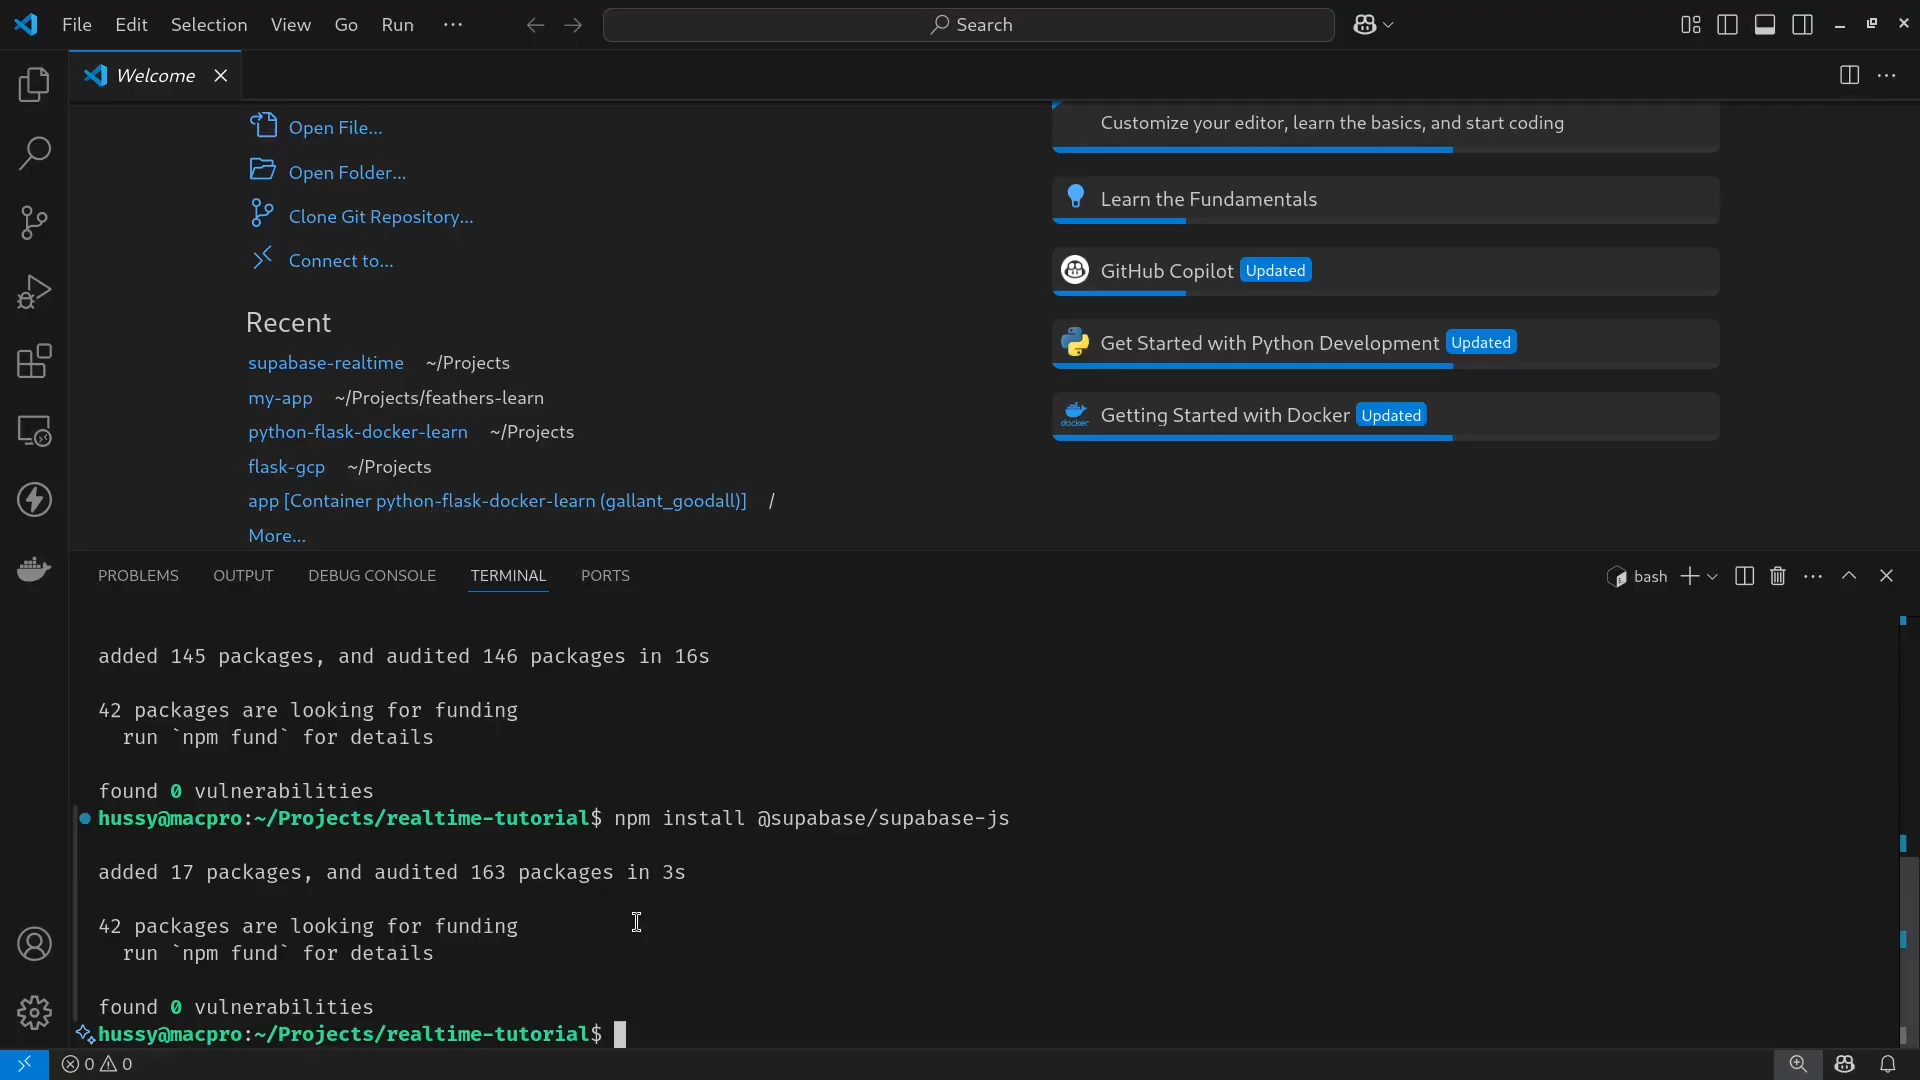 File Edit Selection View Go Run ···
Search
Welcome
Open File...
Open Folder...
Clone Git Repository...
Connect to...
Recent
supabase-realtime ~/Projects
my-app ~/Projects/feathers-learn
python-flask-docker-learn ~/Projects
flask-gcp ~/Projects
app [Container python-flask-docker-learn (gallant_goodall)] /
More...
Customize your editor, learn the basics, and start coding
Learn the Fundamentals
GitHub Copilot Updated
Get Started with Python Development Updated
docker Getting Started with Docker Updated
PROBLEMS OUTPUT DEBUG CONSOLE TERMINAL PORTS
bash
added 145 packages, and audited 146 packages in 16s
42 packages are looking for funding
run `npm fund` for details
found 0 vulnerabilities
hussy@macpro:~/Projects/realtime-tutorial$ npm install @supabase/supabase-js
added 17 packages, and audited 163 packages in 3s
42 packages are looking for funding
run `npm fund` for details
found 0 vulnerabilities
hussy@macpro:~/Projects/realtime-tutorial$
0 0